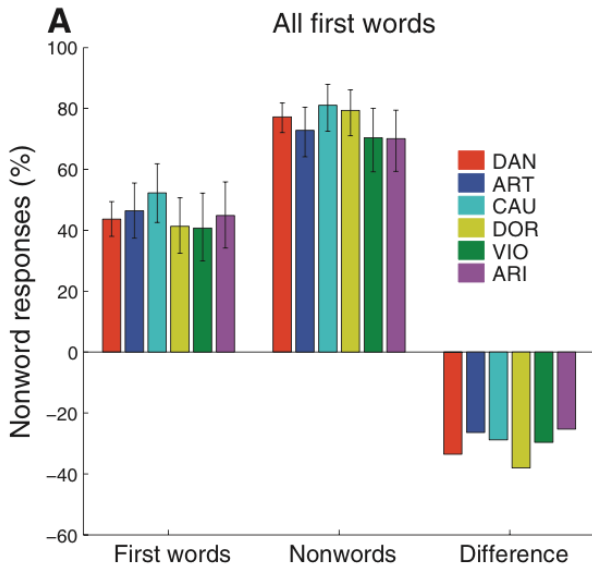 A
All first words
Nonword responses (%)
100
80
60
40
20
0
−20
−40
−60
DAN
ART
CAU
DOR
VIO
ARI
First words
Nonwords
Difference